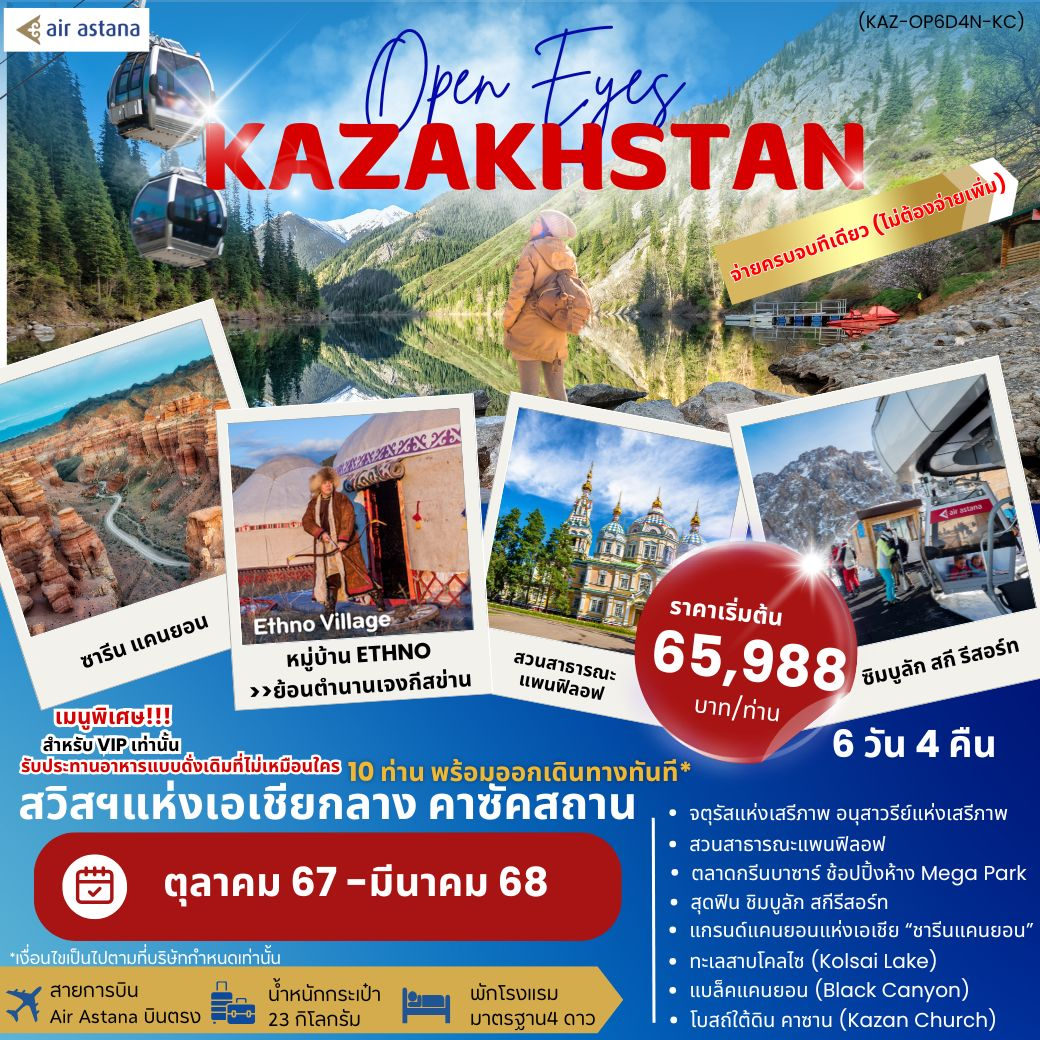 air astana
(KAZ-OP6D4N-KC)
Open Eyes
KAZAKHSTAN
จ่ายครบจบทีเดียว (ไม่ต้องจ่ายเพิ่ม)
air astana
ซารีน แคนยอน
Ethno Village
หมู่บ้าน ETHNO
>>ย้อนตำนานเจงกีสข่าน
สวนสาธารณะ
แพนฟิลอฟ
ซิมบูลัก สกี รีสอร์ท
ราคาเริ่มต้น
65,988
บาท/ท่าน
6 วัน 4 คืน
เมนูพิเศษ!!!
สำหรับ VIP เท่านั้น
รับประทานอาหารแบบดั่งเดิมที่ไม่เหมือนใคร
10 ท่าน พร้อมออกเดินทางทันที*
สวิสฯแห่งเอเชียกลาง คาซัคสถาน
ตุลาคม 67 -มีนาคม 68
*เงื่อนไขเป็นไปตามที่บริษัทกำหนดเท่านั้น
สายการบิน
Air Astana บินตรง
น้ำหนักกระเป๋า
23 กิโลกรัม
พักโรงแรม
มาตรฐาน4 ดาว
• จตุรัสแห่งเสรีภาพ อนุสาวรีย์แห่งเสรีภาพ
• สวนสาธารณะแพนฟิลอฟ
• ตลาดกรีนบาซาร์ ช้อปปิ้งห้าง Mega Park
• สุดฟิน ซิมบูลัก สกีรีสอร์ท
• แกรนด์แคนยอนแห่งเอเชีย “ซารีนแคนยอน”
• ทะเลสาบโคลไซ (Kolsai Lake)
• แบล็คแคนยอน (Black Canyon)
• โบสถ์ใต้ดิน คาซาน (Kazan Church)